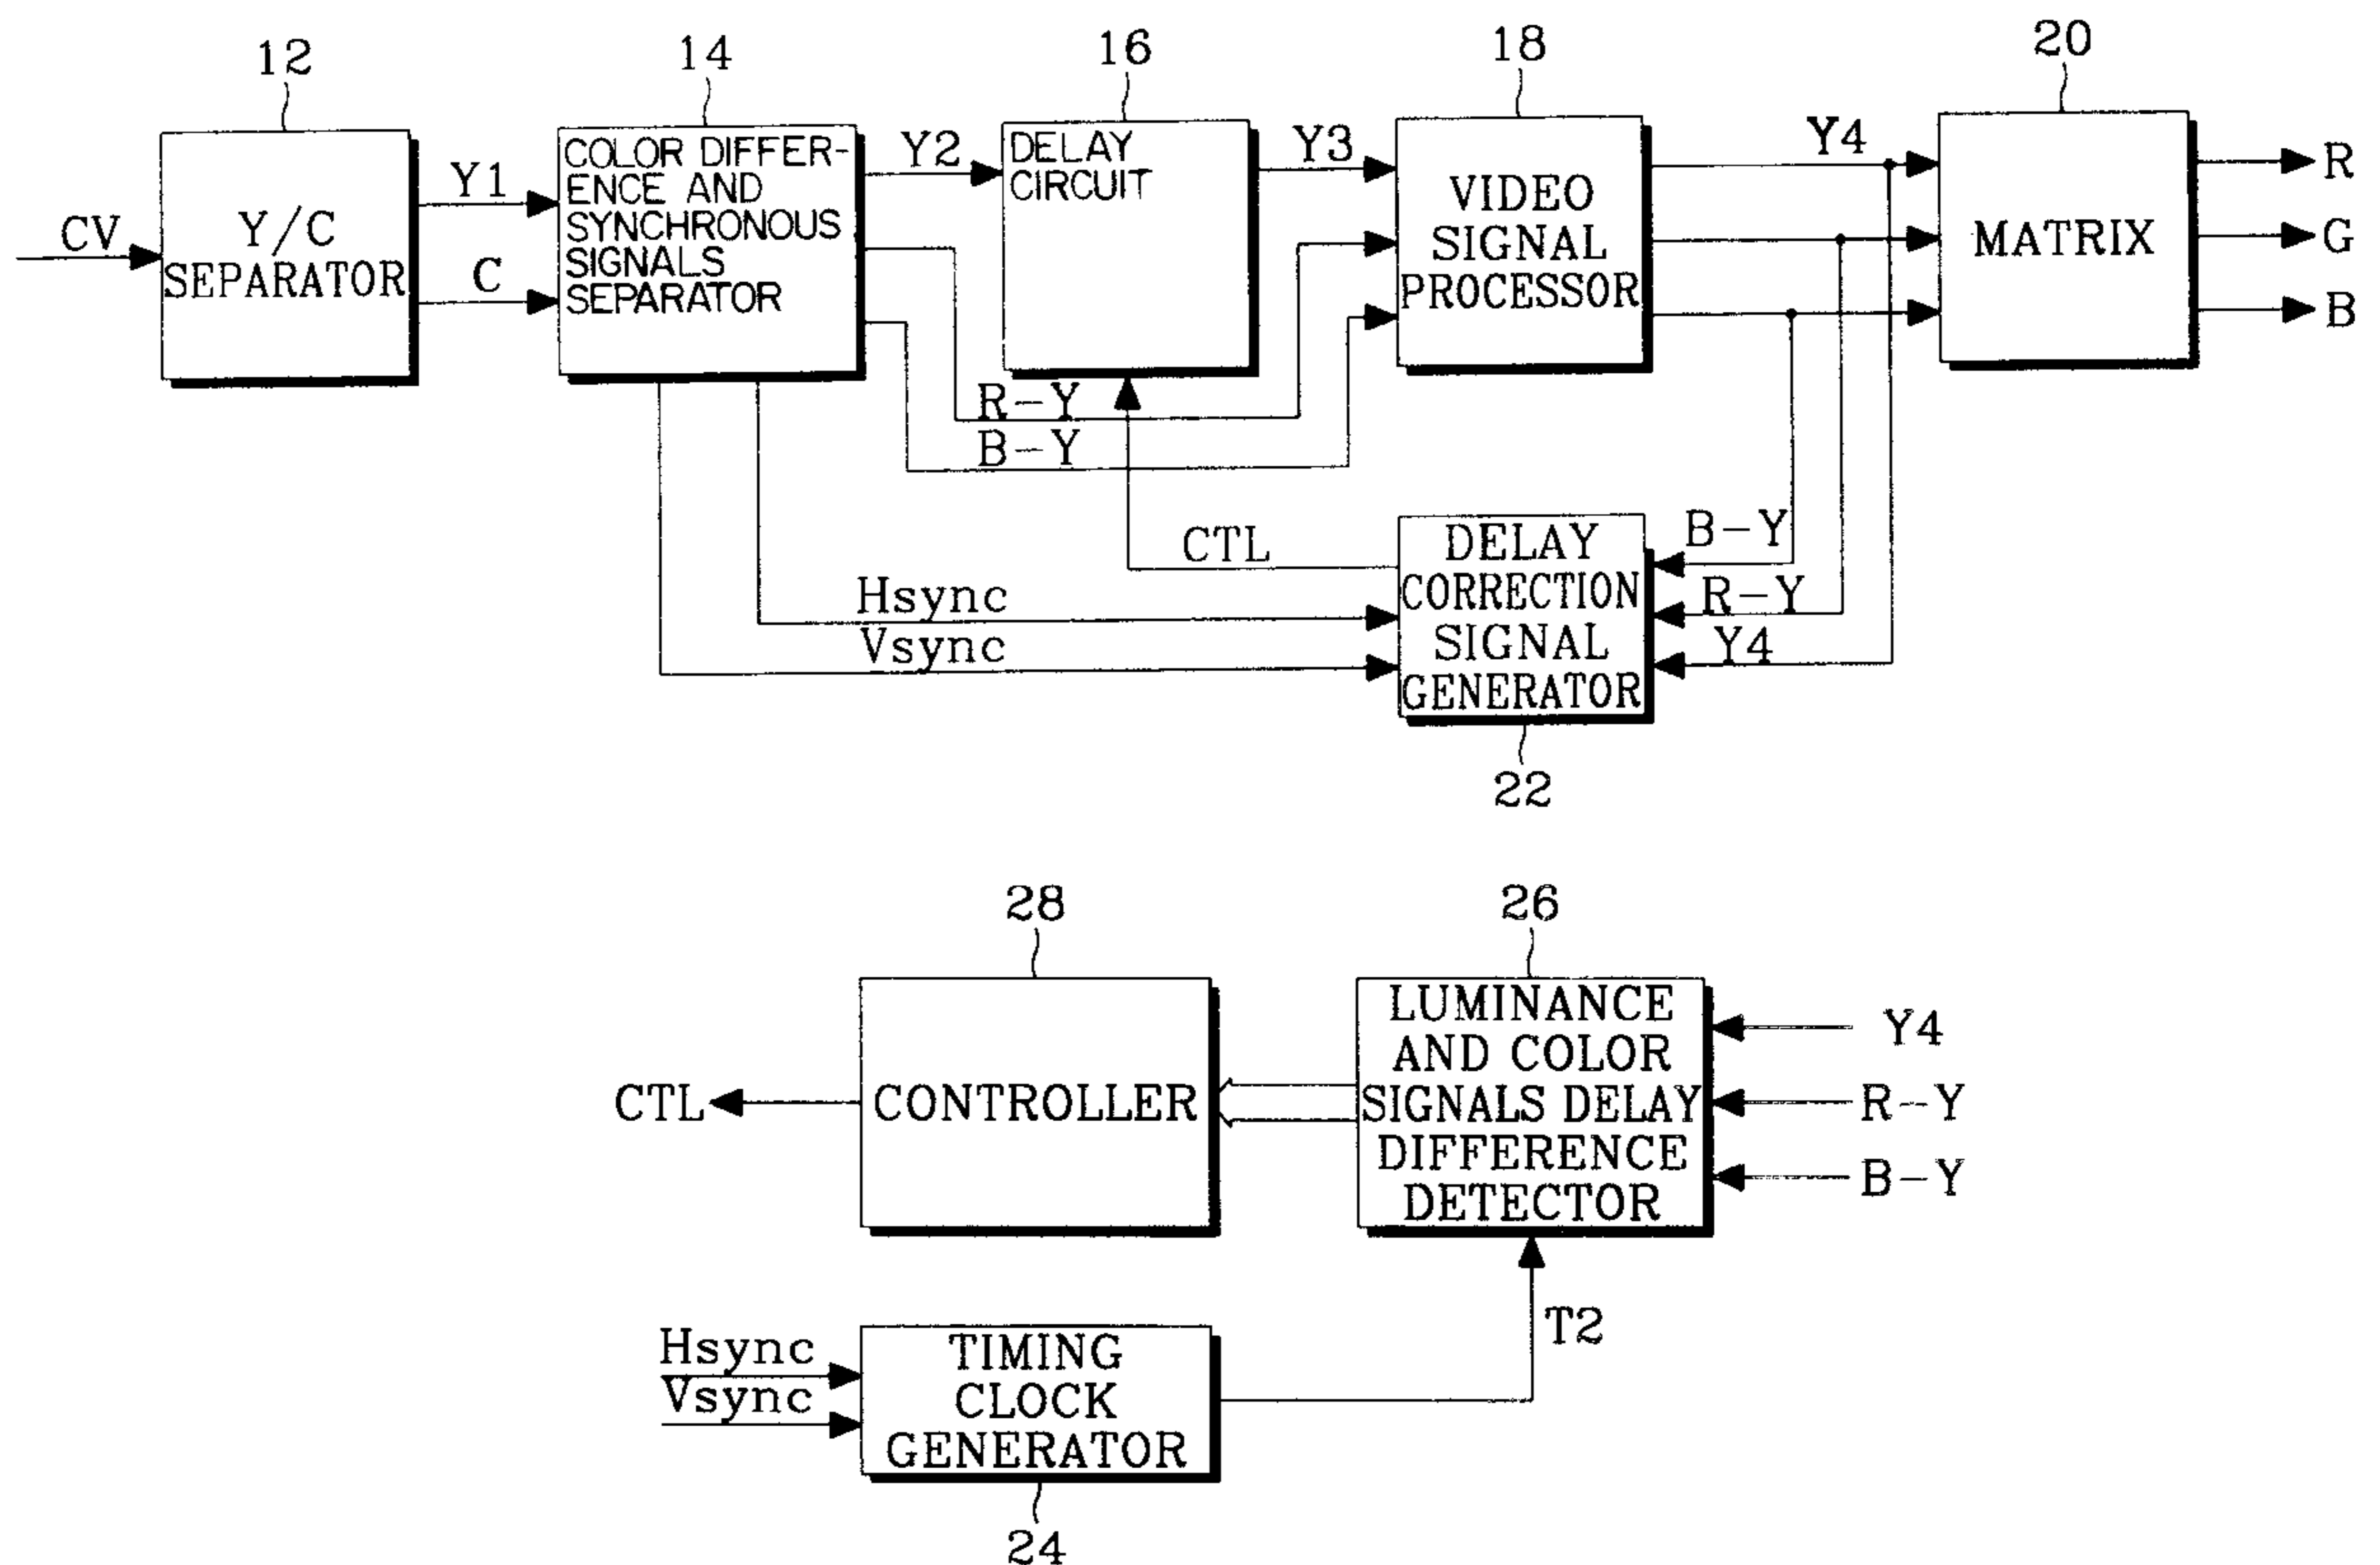 12
14
16
18
20
CV
Y/C
SEPARATOR
Y1
C
COLOR DIFFER-
ENCE AND
SYNCHRONOUS
SIGNALS
SEPARATOR
Y2
DELAY
CIRCUIT
Y3
VIDEO
SIGNAL
PROCESSOR
Y4
MATRIX
R
G
B
R-Y
B-Y
CTL
Hsync
Vsync
DELAY
CORRECTION
SIGNAL
GENERATOR
B-Y
R-Y
Y4
22
28
26
CTL
CONTROLLER
LUMINANCE
AND COLOR
SIGNALS DELAY
DIFFERENCE
DETECTOR
Y4
R-Y
B-Y
T2
Hsync
Vsync
TIMING
CLOCK
GENERATOR
24